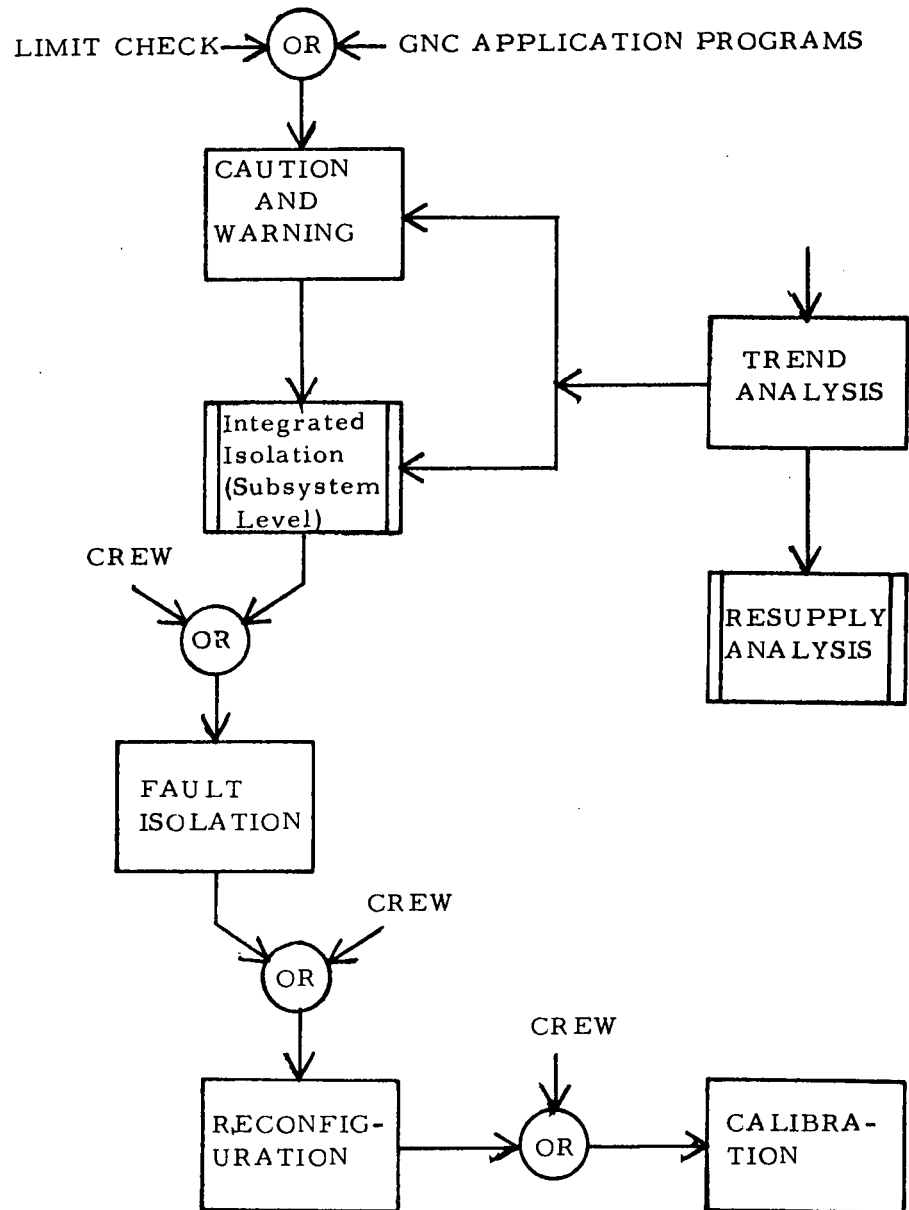 LIMIT CHECK OR GNC APPLICATION PROGRAMS
CAUTION
AND
WARNING
TREND
ANALYSIS
Integrated
Isolation
(Subsystem
Level)
CREW
OR
RESUPPLY
ANALYSIS
FAULT
ISOLATION
CREW
OR
CREW
RECONFIG-
URATION
OR
CALIBRA-
TION